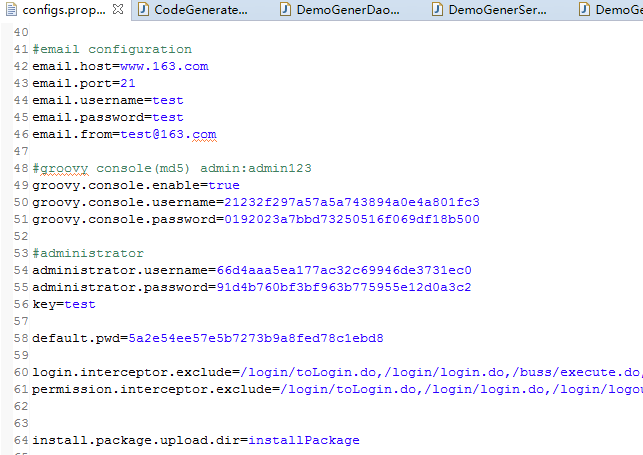 configs.prop... CodeGenerate... DemoGenerDao... DemoGenerSer... DemoGe
40
41 #email configuration
42 email.host=www.163.com
43 email.port=21
44 email.username=test
45 email.password=test
46 email.from=test@163.com
47
48 #groovy console(md5) admin:admin123
49 groovy.console.enable=true
50 groovy.console.username=21232f297a57a5a743894a0e4a801fc3
51 groovy.console.password=0192023a7bbd73250516f069df18b500
52
53 #administrator
54 administrator.username=66d4aaa5ea177ac32c69946de3731ec0
55 administrator.password=91d4b760bf3bf963b775955e12d0a3c2
56 key=test
57
58 default.pwd=5a2e54ee57e5b7273b9a8fed78c1ebd8
59
60 login.interceptor.exclude=/login/toLogin.do,/login/login.do,/buss/execute.do,
61 permission.interceptor.exclude=/login/toLogin.do,/login/login.do,/login/logou
62
63
64 install.package.upload.dir=installPackage